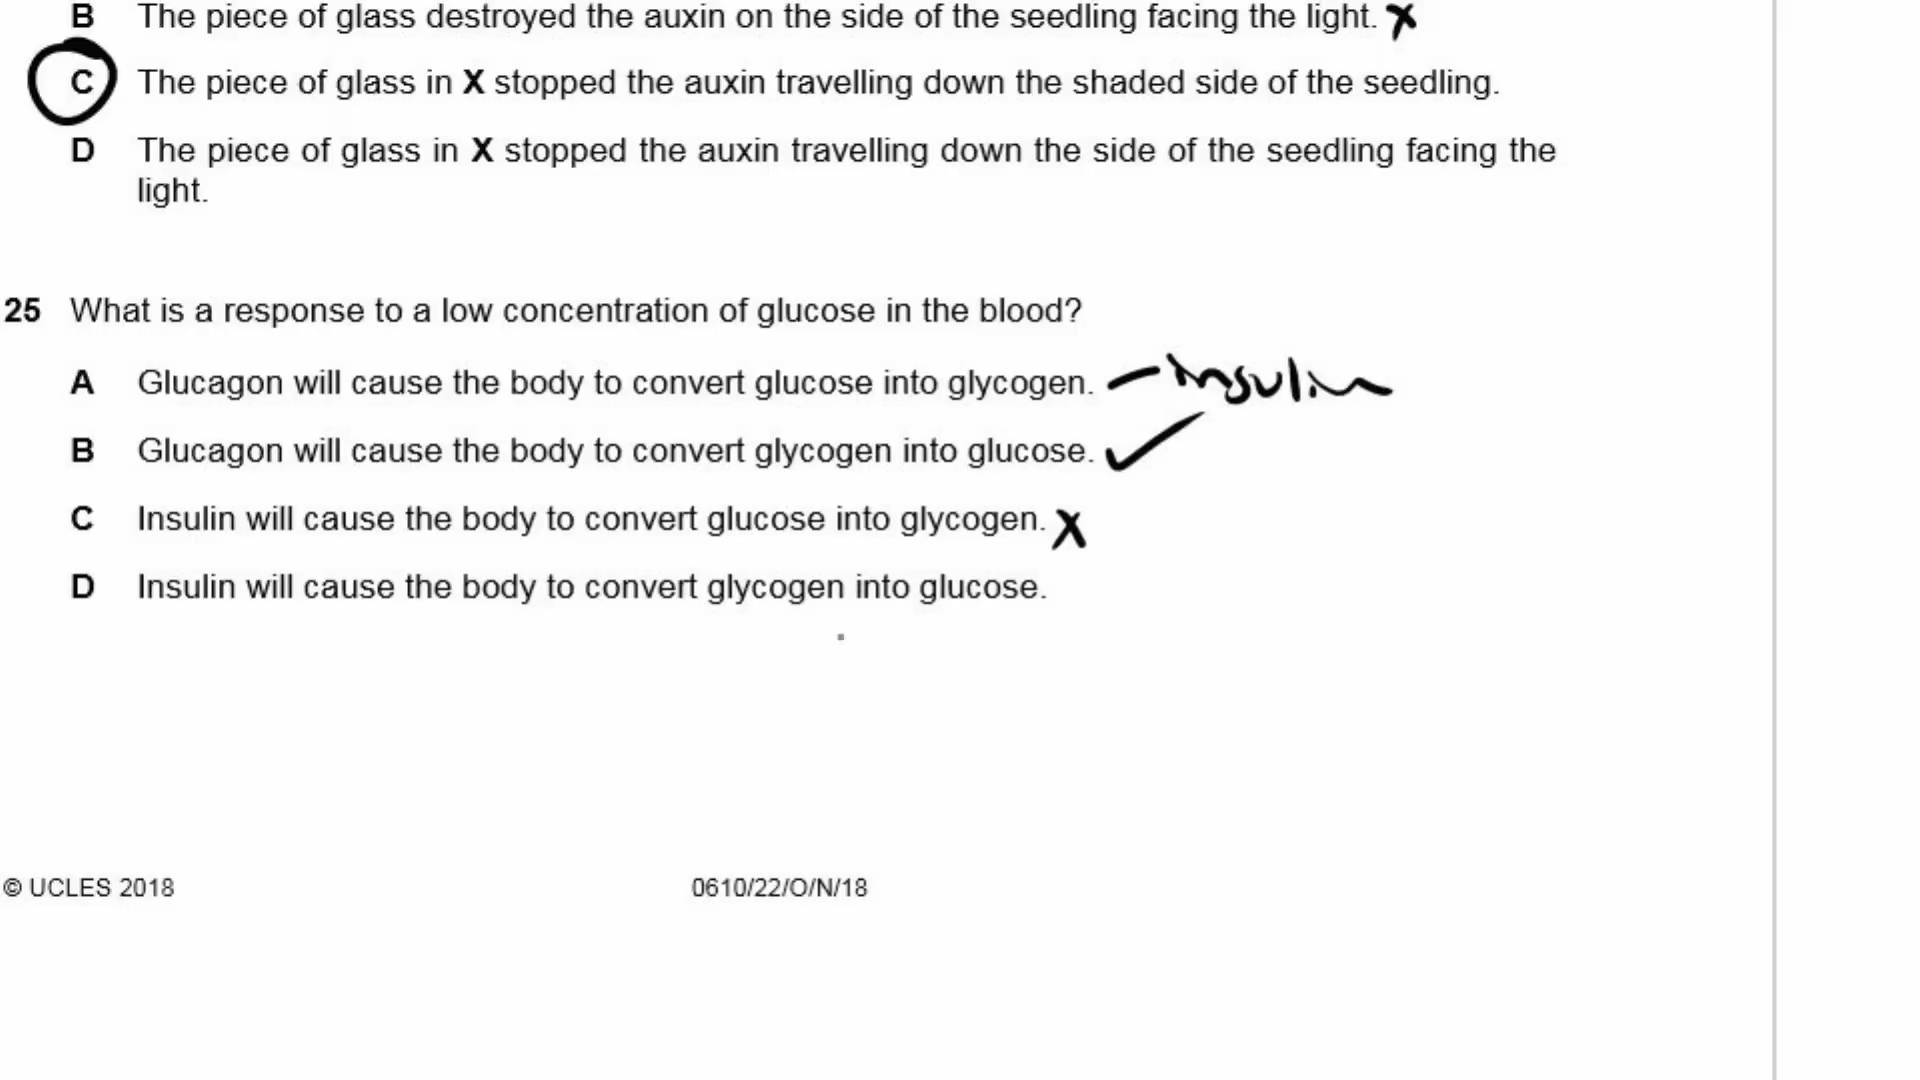 B The piece of glass destroyed the auxin on the side of the seedling facing the light. X
C The piece of glass in X stopped the auxin travelling down the shaded side of the seedling.
D The piece of glass in X stopped the auxin travelling down the side of the seedling facing the
light.
25 What is a response to a low concentration of glucose in the blood?
A Glucagon will cause the body to convert glucose into glycogen. – insulin
B Glucagon will cause the body to convert glycogen into glucose. ✓
C Insulin will cause the body to convert glucose into glycogen. X
D Insulin will cause the body to convert glycogen into glucose.
© UCLES 2018 0610/22/O/N/18